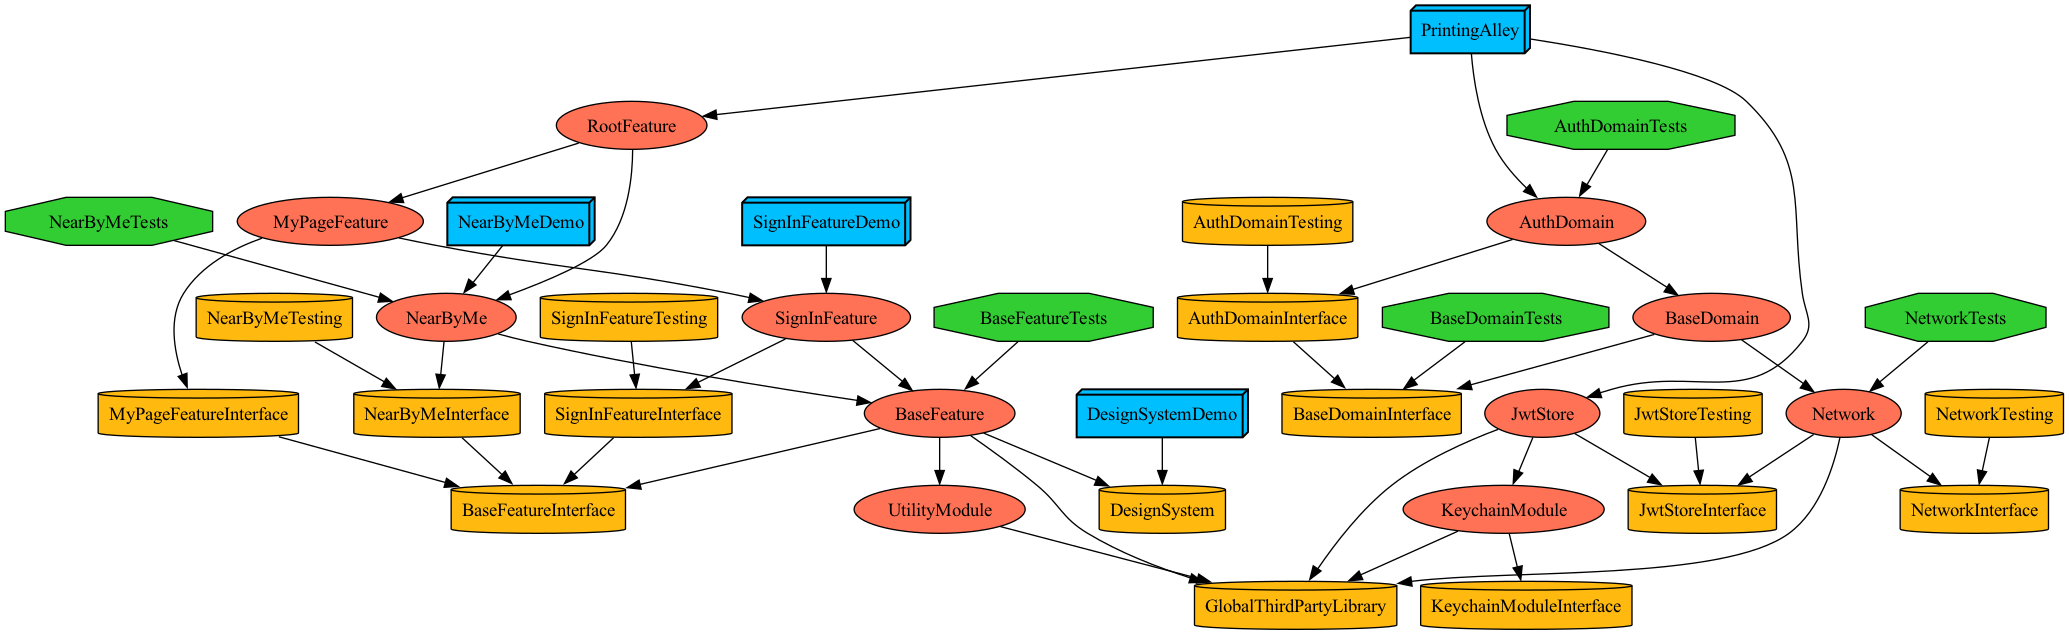 PrintingAlley
RootFeature
AuthDomainTests
NearByMeTests
MyPageFeature
NearByMeDemo
SignInFeatureDemo
AuthDomainTesting
AuthDomain
NearByMeTesting
NearByMe
SignInFeatureTesting
SignInFeature
BaseFeatureTests
AuthDomainInterface
BaseDomainTests
BaseDomain
NetworkTests
MyPageFeatureInterface
NearByMeInterface
SignInFeatureInterface
BaseFeature
DesignSystemDemo
BaseDomainInterface
JwtStore
JwtStoreTesting
Network
NetworkTesting
BaseFeatureInterface
UtilityModule
DesignSystem
KeychainModule
JwtStoreInterface
NetworkInterface
GlobalThirdPartyLibrary
KeychainModuleInterface